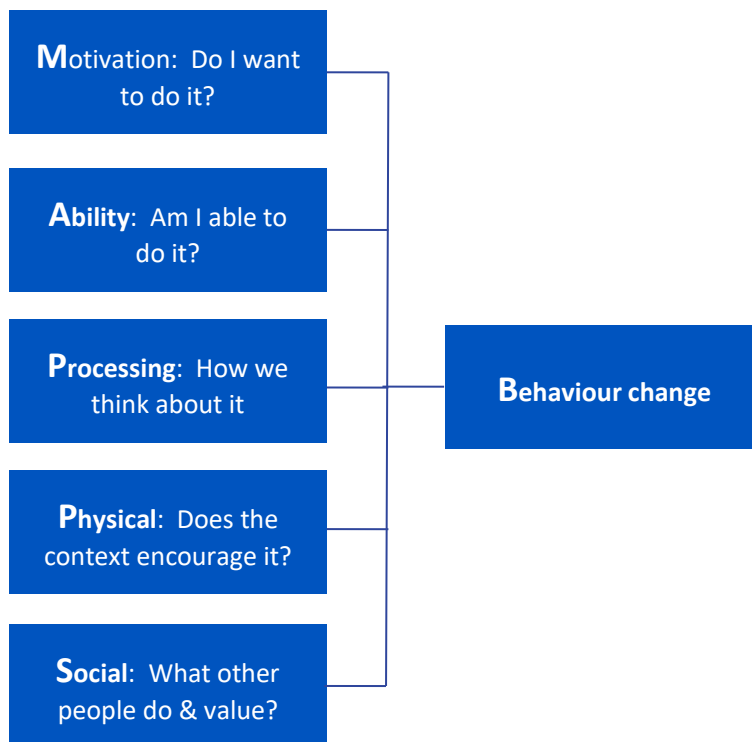 Motivation: Do I want
to do it?
Ability: Am I able to
do it?
Processing: How we
think about it
Behaviour change
Physical: Does the
context encourage it?
Social: What other
people do & value?